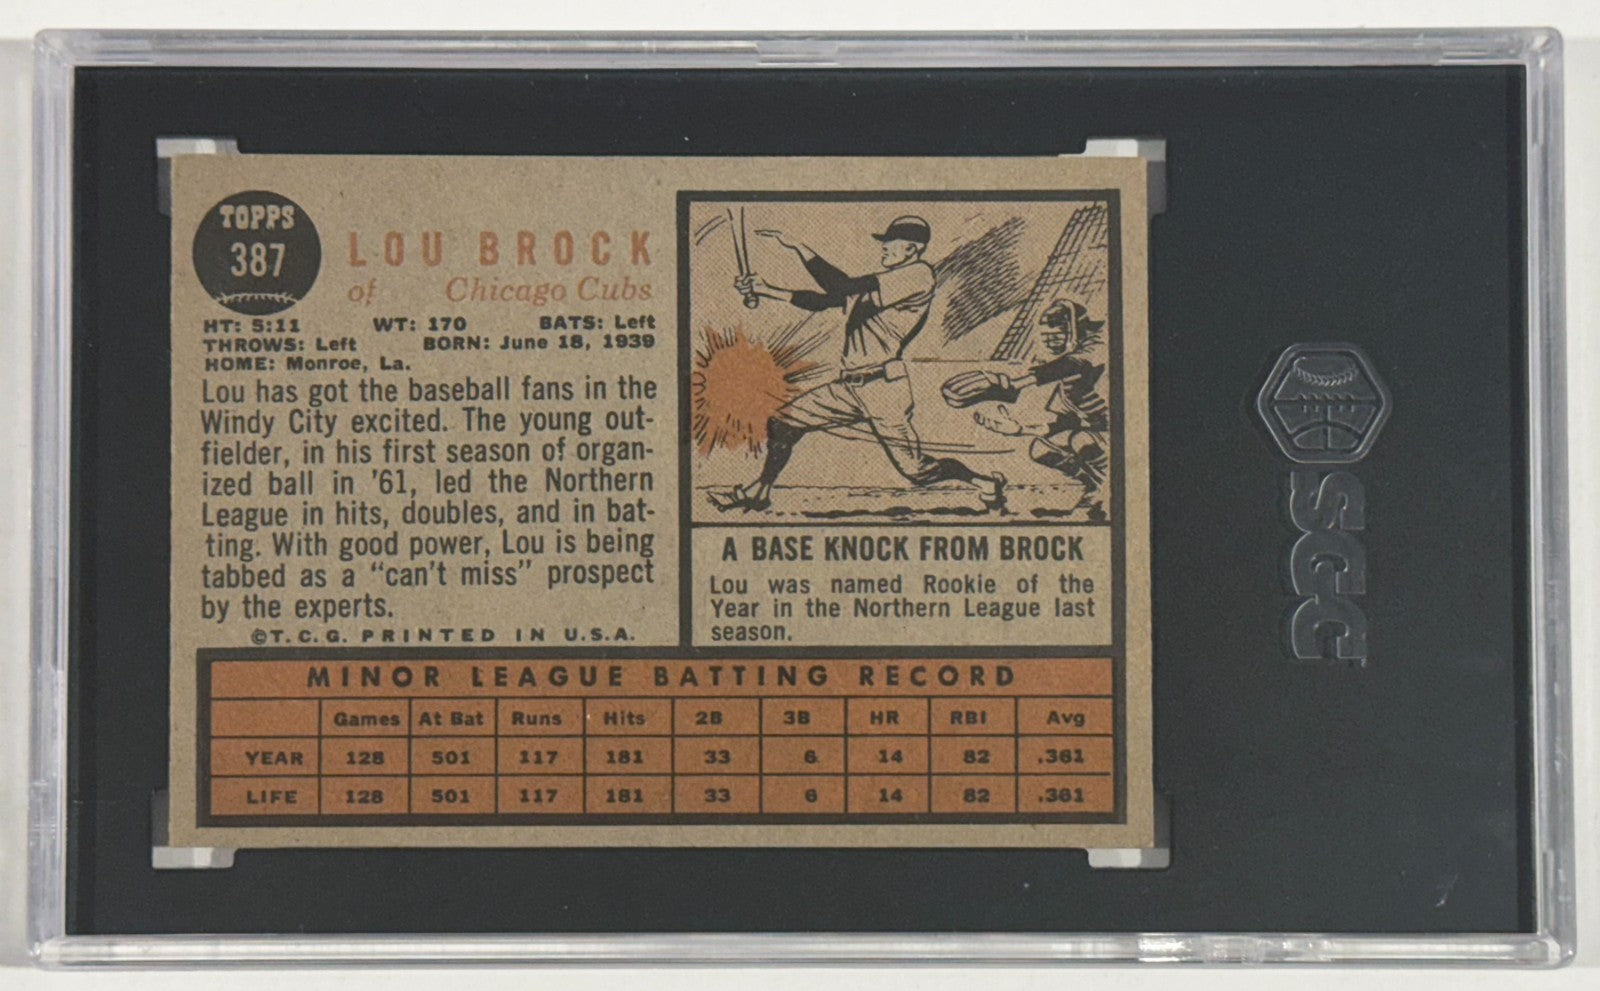 TOPPS
387
LOU BROCK
of Chicago Cubs
HT: 5:11 WT: 170 BATS: Left
THROWS: Left BORN: June 18, 1939
HOME: Monroe, La.
Lou has got the baseball fans in the
Windy City excited. The young out-
fielder, in his first season of organ-
ized ball in '61, led the Northern
League in hits, doubles, and in bat-
ting. With good power, Lou is being
tabbed as a "can't miss" prospect
by the experts.
©T.C.G. PRINTED IN U.S.A.
A BASE KNOCK FROM BROCK
Lou was named Rookie of the
Year in the Northern League last
season.
MINOR LEAGUE BATTING RECORD
Games At Bat Runs Hits 2B 3B HR RBI Avg
YEAR 128 501 117 181 33 6 14 82 .361
LIFE 128 501 117 181 33 6 14 82 .361
SGC